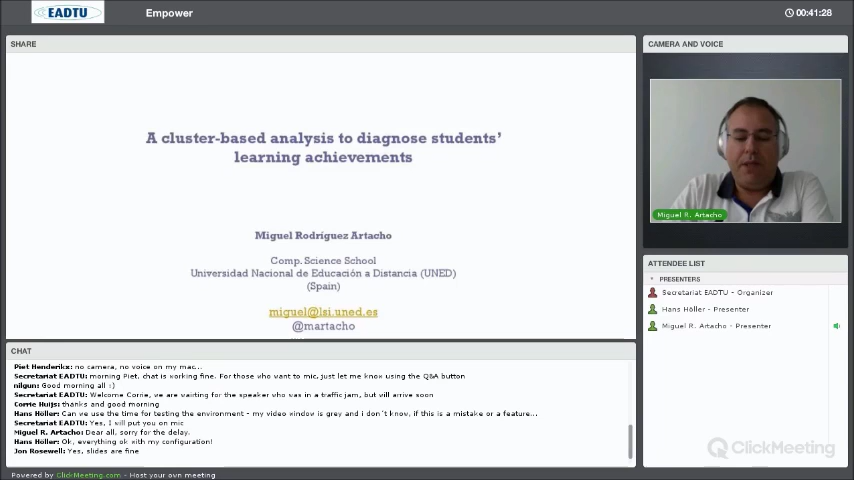 EADTU
Empower
00:41:28
SHARE
A cluster-based analysis to diagnose students'
learning achievements
Miguel Rodríguez Artacho
Comp. Science School
Universidad Nacional de Educación a Distancia (UNED)
(Spain)
miguel@lsi.uned.es
@martacho
CAMERA AND VOICE
Miguel R. Artacho
ATTENDEE LIST
PRESENTERS
Secretariat EADTU - Organizer
Hans Höller - Presenter
Miguel R. Artacho - Presenter
CHAT
Piet Henderikx: no camera, no voice on my mac...
Secretariat EADTU: morning Piet, chat is working fine. For those who want to mic, just let me know using the Q&A button
nilgun: Good morning all :)
Secretariat EADTU: Welcome Corrie, we are vairting for the speaker who was in a traffic jam, but will arrive soon
Corrie Huijs: thanks and good morning
Hans Höller: Can we use the time for testing the environment - my video window is grey and i don´t know, if this is a mistake or a feature...
Secretariat EADTU: Yes, I will put you on mic
Miguel R. Artacho: Dear all, sorry for the delay.
Hans Höller: Ok, everything ok with my configuration!
Jon Rosewell: Yes, slides are fine
ClickMeeting
Powered by ClickMeeting.com - Host your own meeting